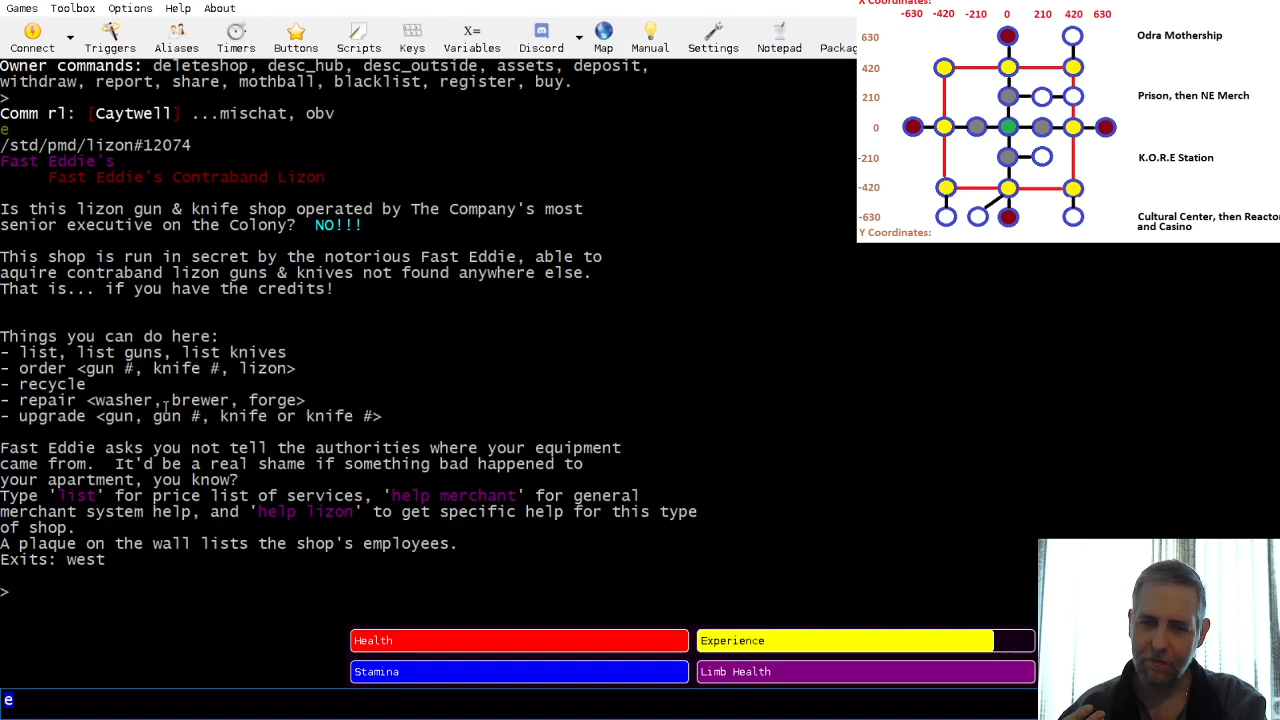 Games Toolbox Options Help About
Connect Triggers Aliases Timers Buttons Scripts Keys Variables Discord Map Manual Settings Notepad Packag
Owner commands: deleteshop, desc_hub, desc_outside, assets, deposit,
withdraw, report, share, mothball, blacklist, register, buy.
>
Comm rl: [Caytwell] ...mischat, obv
e
/std/pmd/lizon#12074
Fast Eddie's
Fast Eddie's Contraband Lizon
Is this lizon gun & knife shop operated by The Company's most
senior executive on the Colony? NO!!!
This shop is run in secret by the notorious Fast Eddie, able to
aquire contraband lizon guns & knives not found anywhere else.
That is... if you have the credits!
Things you can do here:
- list, list guns, list knives
- order <gun #, knife #, lizon>
- recycle
- repair <washer, brewer, forge>
- upgrade <gun, gun #, knife or knife #>
Fast Eddie asks you not tell the authorities where your equipment
came from. It'd be a real shame if something bad happened to
your apartment, you know?
Type 'list' for price list of services, 'help merchant' for general
merchant system help, and 'help lizon' to get specific help for this type
of shop.
A plaque on the wall lists the shop's employees.
Exits: west
>
Health
Experience
Stamina
Limb Health
e
X Coordinates:
-630 -420 -210 0 210 420 630
630 Odra Mothership
420
210 Prison, then NE Merch
0
-210 K.O.R.E Station
-420
-630 Cultural Center, then Reactor
and Casino
Y Coordinates: